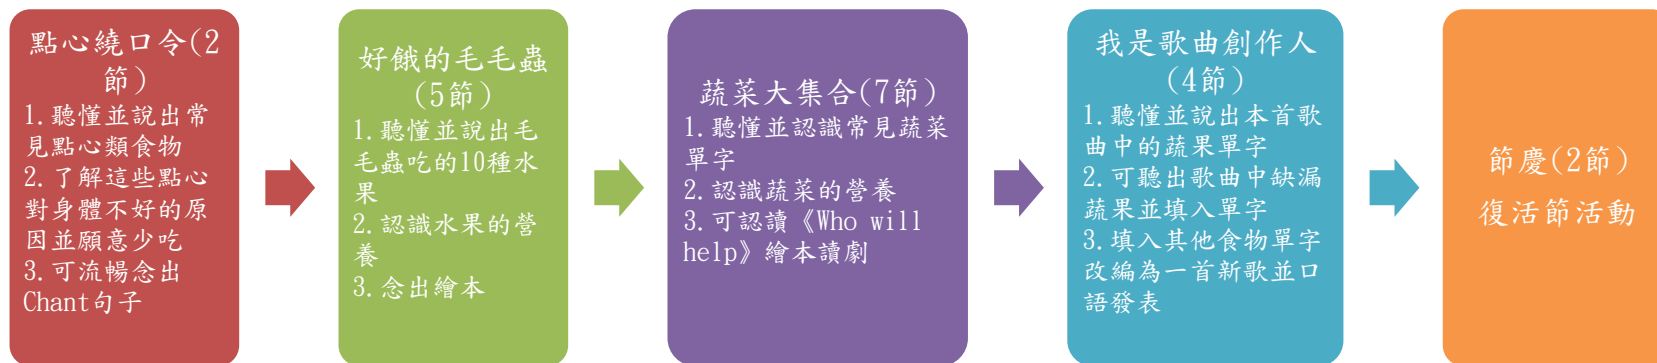 點心繞口令(2
節)
1.聽懂並說出常
見點心類食物
2.了解這些點心
對身體不好的原
因並願意少吃
3.可流暢念出
Chant句子
好餓的毛毛蟲
(5節)
1.聽懂並說出毛
毛蟲吃的10種水
果
2.認識水果的營
養
3.念出繪本
蔬菜大集合(7節)
1.聽懂並認識常見蔬菜
單字
2.認識蔬菜的營養
3.可認讀《Who will
help》繪本讀劇
我是歌曲創作人
(4節)
1.聽懂並說出本首歌
曲中的蔬果單字
2.可聽出歌曲中缺漏
蔬果並填入單字
3.填入其他食物單字
改編為一首新歌並口
語發表
節慶(2節)
復活節活動